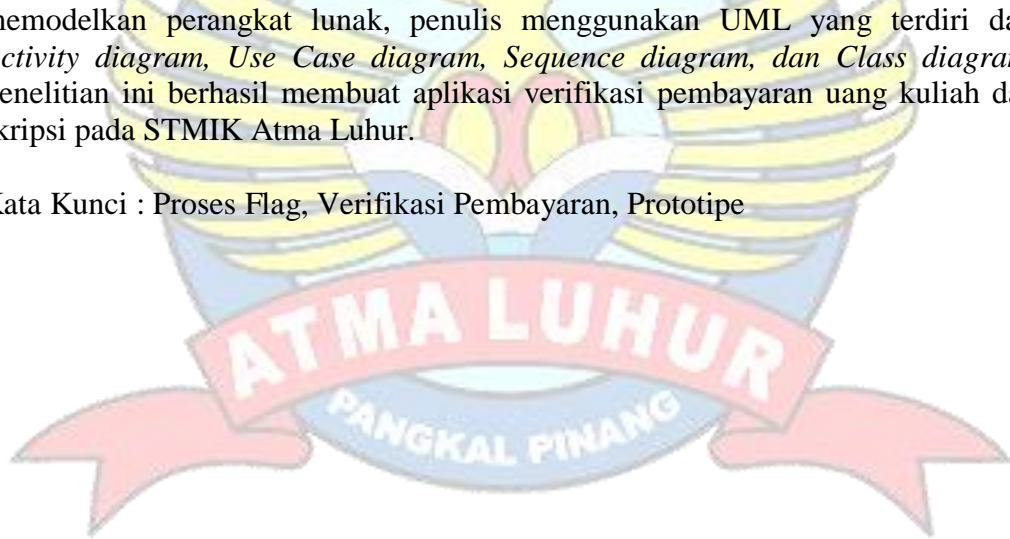 memodelkan perangkat lunak, penulis menggunakan UML yang terdiri da
ctivity diagram, Use Case diagram, Sequence diagram, dan Class diagram
enelitian ini berhasil membuat aplikasi verifikasi pembayaran uang kuliah da
kripsi pada STMIK Atma Luhur.
Kata Kunci : Proses Flag, Verifikasi Pembayaran, Prototipe
ATMA LUHUR
PANGKAL PINANG